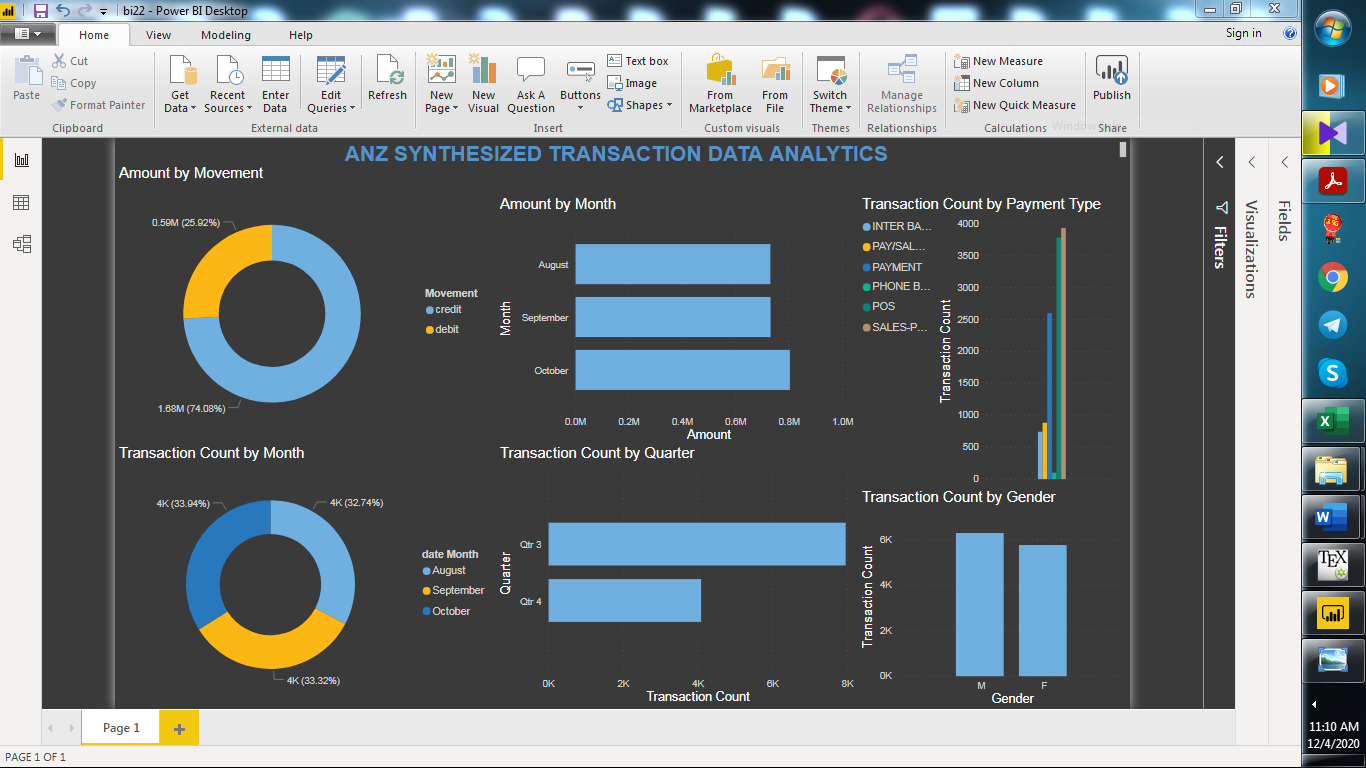 bi22 - Power BI Desktop
Home
View
Modeling
Help
Sign in
Paste
Cut
Copy
Format Painter
Clipboard
Get Data
Recent Sources
Enter Data
External data
Edit Queries
Refresh
New Page
New Visual
Ask A Question
Buttons
Text box
Image
Shapes
Insert
From Marketplace
From File
Custom visuals
Switch Theme
Themes
Manage Relationships
Relationships
New Measure
New Column
New Quick Measure
Calculations
Publish
Share
ANZ SYNTHESIZED TRANSACTION DATA ANALYTICS
Amount by Movement
0.59M (25.92%)
1.68M (74.08%)
Movement
credit
debit
Amount by Month
Month
August
September
October
0.0M 0.2M 0.4M 0.6M 0.8M 1.0M
Amount
Transaction Count by Payment Type
INTER BA...
PAY/SAL...
PAYMENT
PHONE B...
POS
SALES-P...
Transaction Count
4000
3500
3000
2500
2000
1500
1000
500
0
Transaction Count by Month
4K (33.94%)
4K (32.74%)
4K (33.32%)
date Month
August
September
October
Transaction Count by Quarter
Quarter
Qtr 3
Qtr 4
0K 2K 4K 6K 8K
Transaction Count
Transaction Count by Gender
Transaction Count
6K
4K
2K
0K
M F
Gender
Filters
Visualizations
Fields
Page 1
PAGE 1 OF 1
W
TEX
11:10 AM
12/4/2020